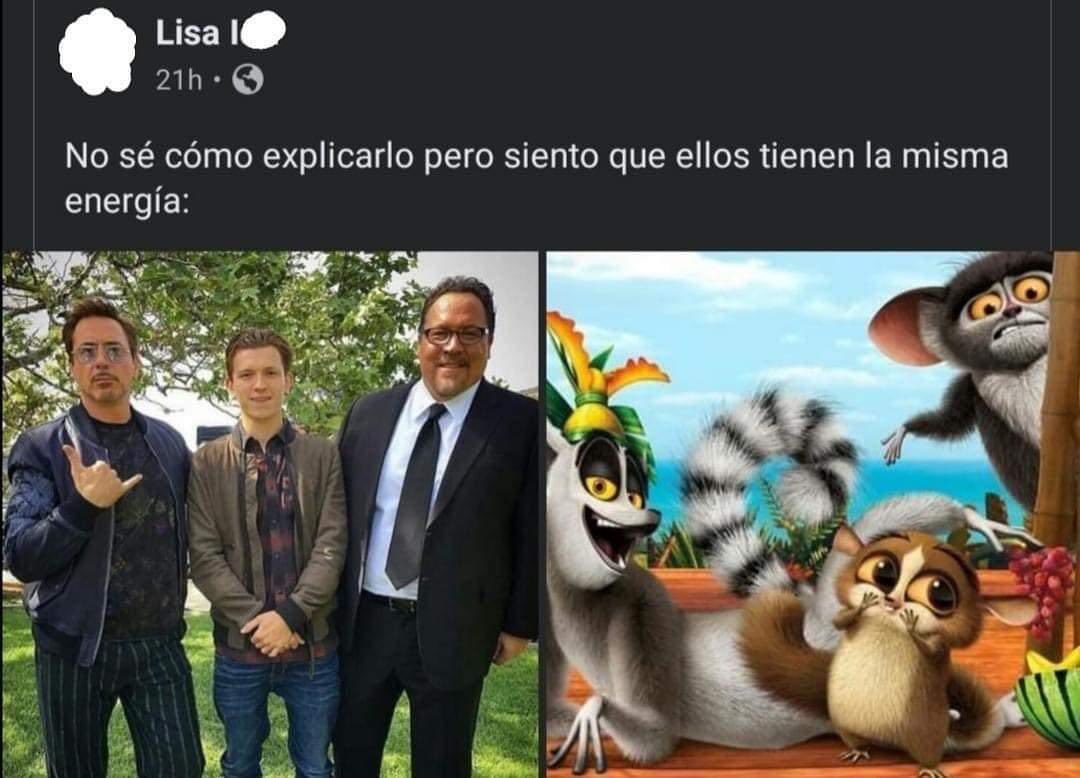 Lisa
21h
No sé cómo explicarlo pero siento que ellos tienen la misma
energía: